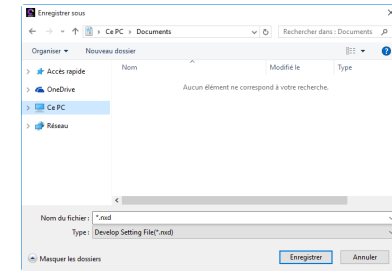 Enregistrer sous
Ce PC > Documents
Rechercher dans : Documents
Organiser
Nouveau dossier
Nom
Modifié le
Type
Accès rapide
Aucun élément ne correspond à votre recherche.
OneDrive
Ce PC
Réseau
Nom du fichier : *.nxd
Type : Develop Setting File(*.nxd)
Masquer les dossiers
Enregistrer
Annuler